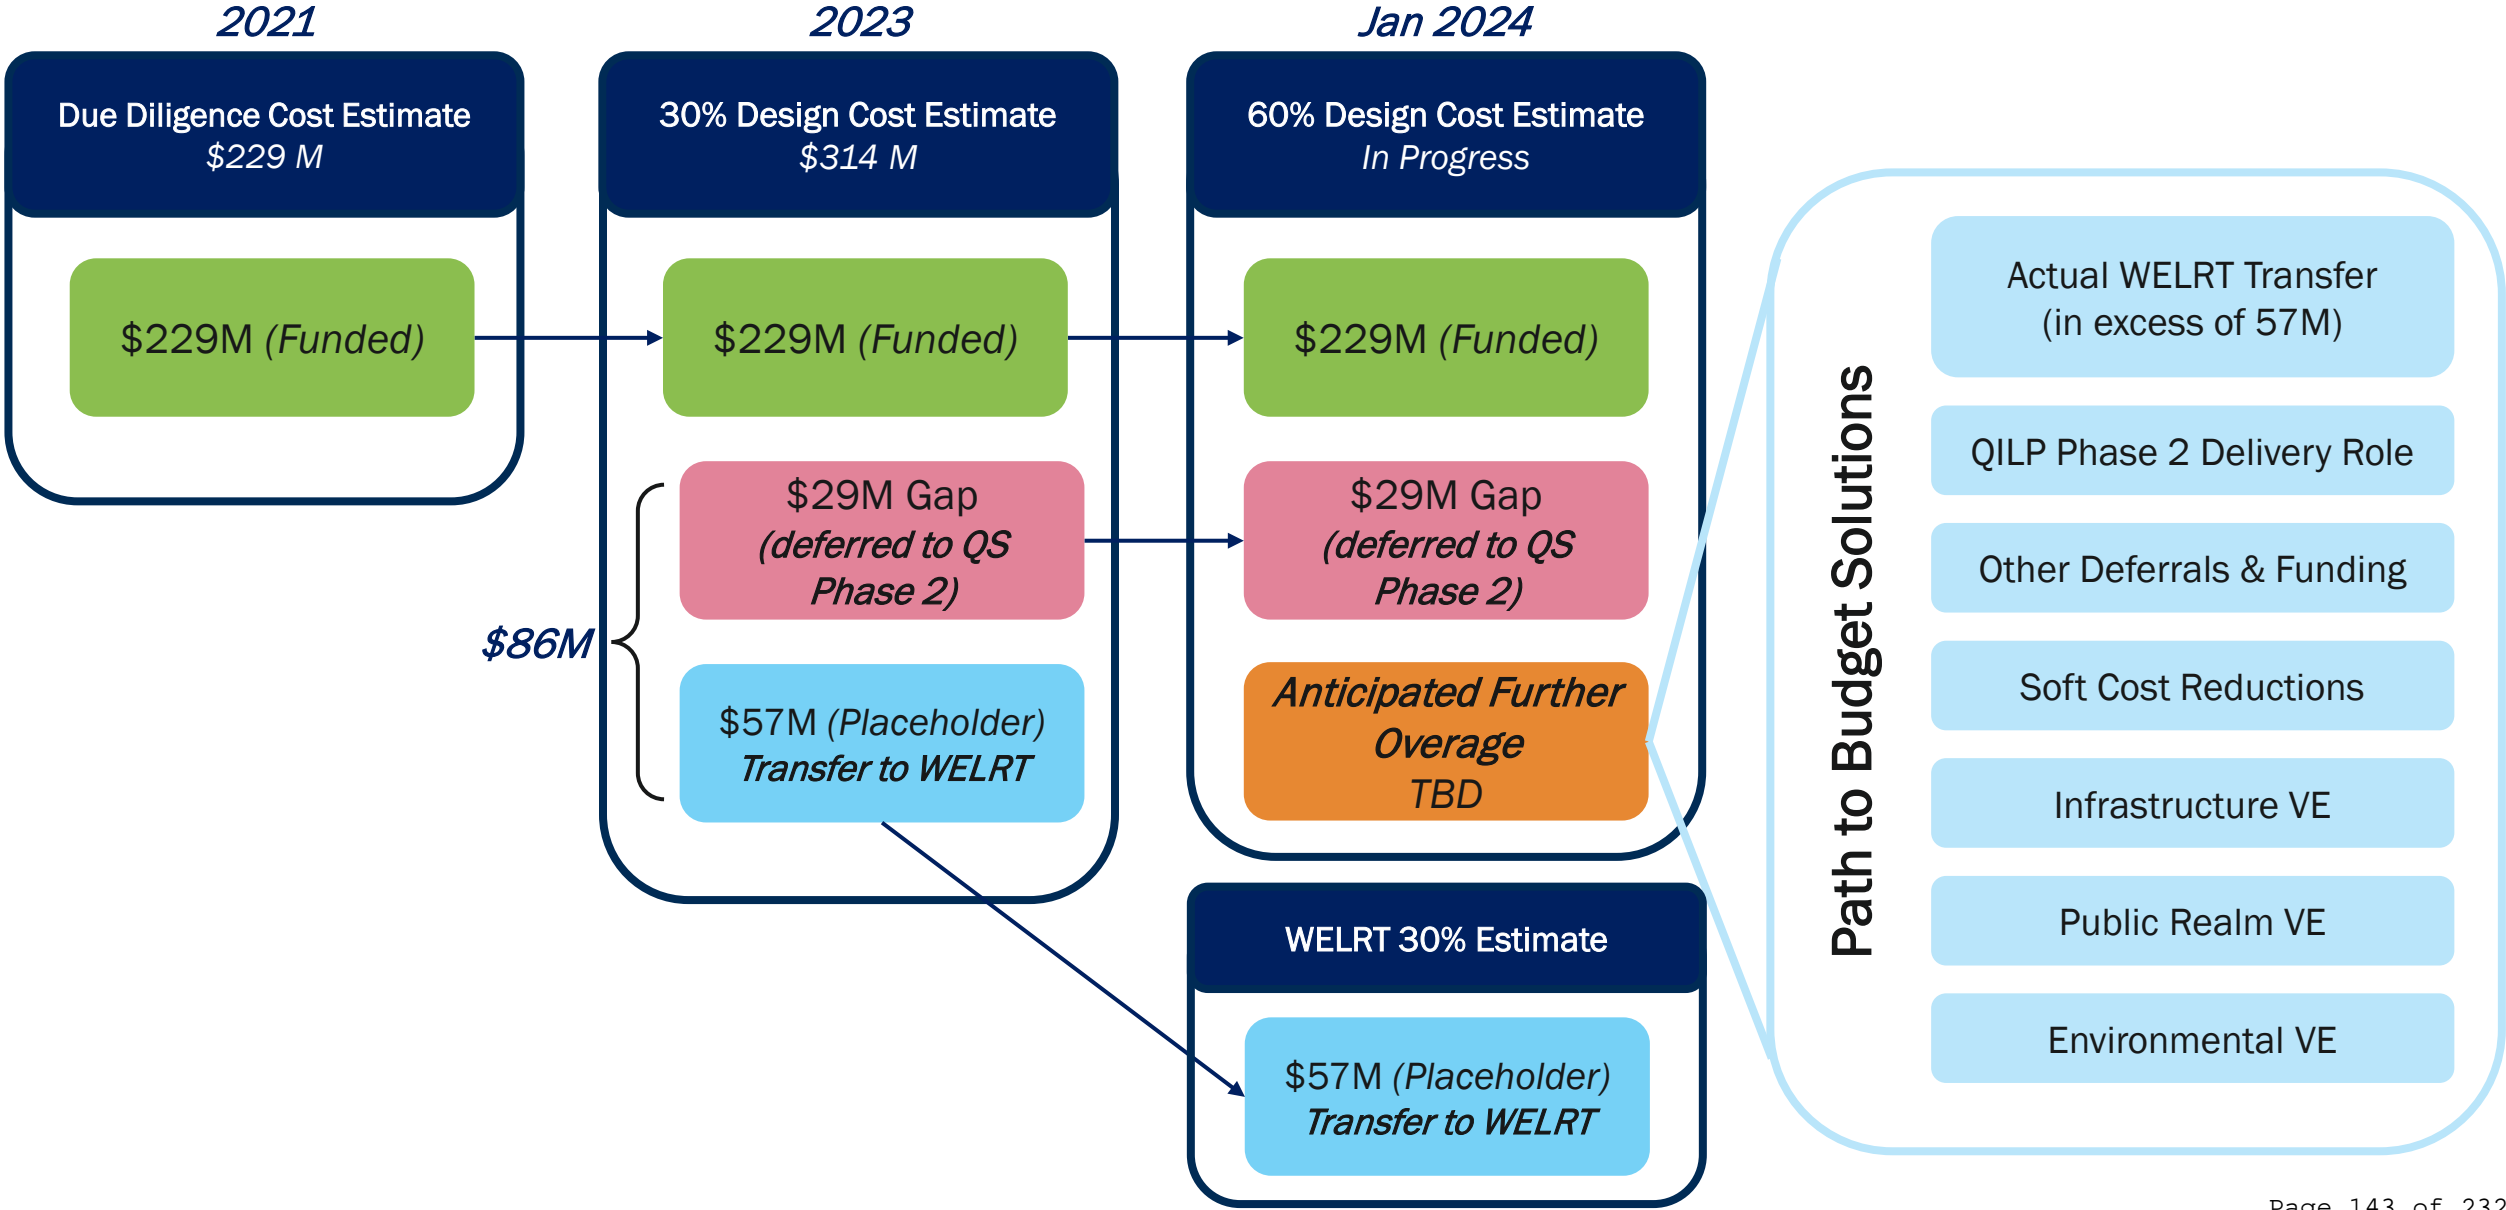 2021
Due Diligence Cost Estimate
$229 M
$229M (Funded)
2023
30% Design Cost Estimate
$314 M
$229M (Funded)
$86M
$29M Gap
(deferred to QS
Phase 2)
$57M (Placeholder)
Transfer to WELRT
Jan 2024
60% Design Cost Estimate
In Progress
$229M (Funded)
$29M Gap
(deferred to QS
Phase 2)
Anticipated Further
Overage
TBD
WELRT 30% Estimate
$57M (Placeholder)
Transfer to WELRT
Path to Budget Solutions
Actual WELRT Transfer
(in excess of 57M)
QILP Phase 2 Delivery Role
Other Deferrals & Funding
Soft Cost Reductions
Infrastructure VE
Public Realm VE
Environmental VE
Page 143 of 232